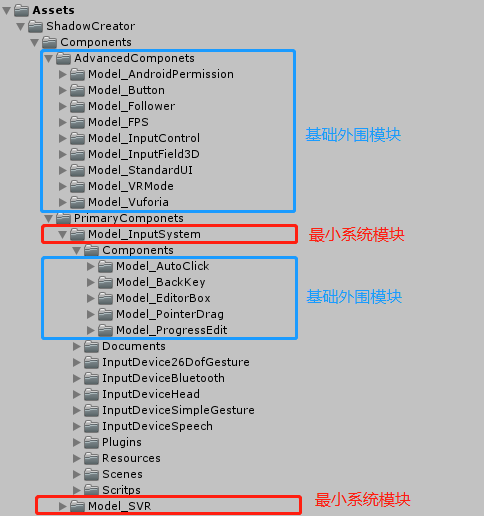 Assets
ShadowCreator
Components
AdvancedComponets
Model_AndroidPermission
Model_Button
Model_Follower
Model_FPS
Model_InputControl
基础外围模块
Model_InputField3D
Model_StandardUI
Model_VRMode
Model_Vuforia
PrimaryComponets
Model_InputSystem 最小系统模块
Components
Model_AutoClick
Model_BackKey
Model_EditorBox 基础外围模块
Model_PointerDrag
Model_ProgressEdit
Documents
InputDevice26DofGesture
InputDeviceBluetooth
InputDeviceHead
InputDeviceSimpleGesture
InputDeviceSpeech
Plugins
Resources
Scenes
Scritps
Model_SVR 最小系统模块